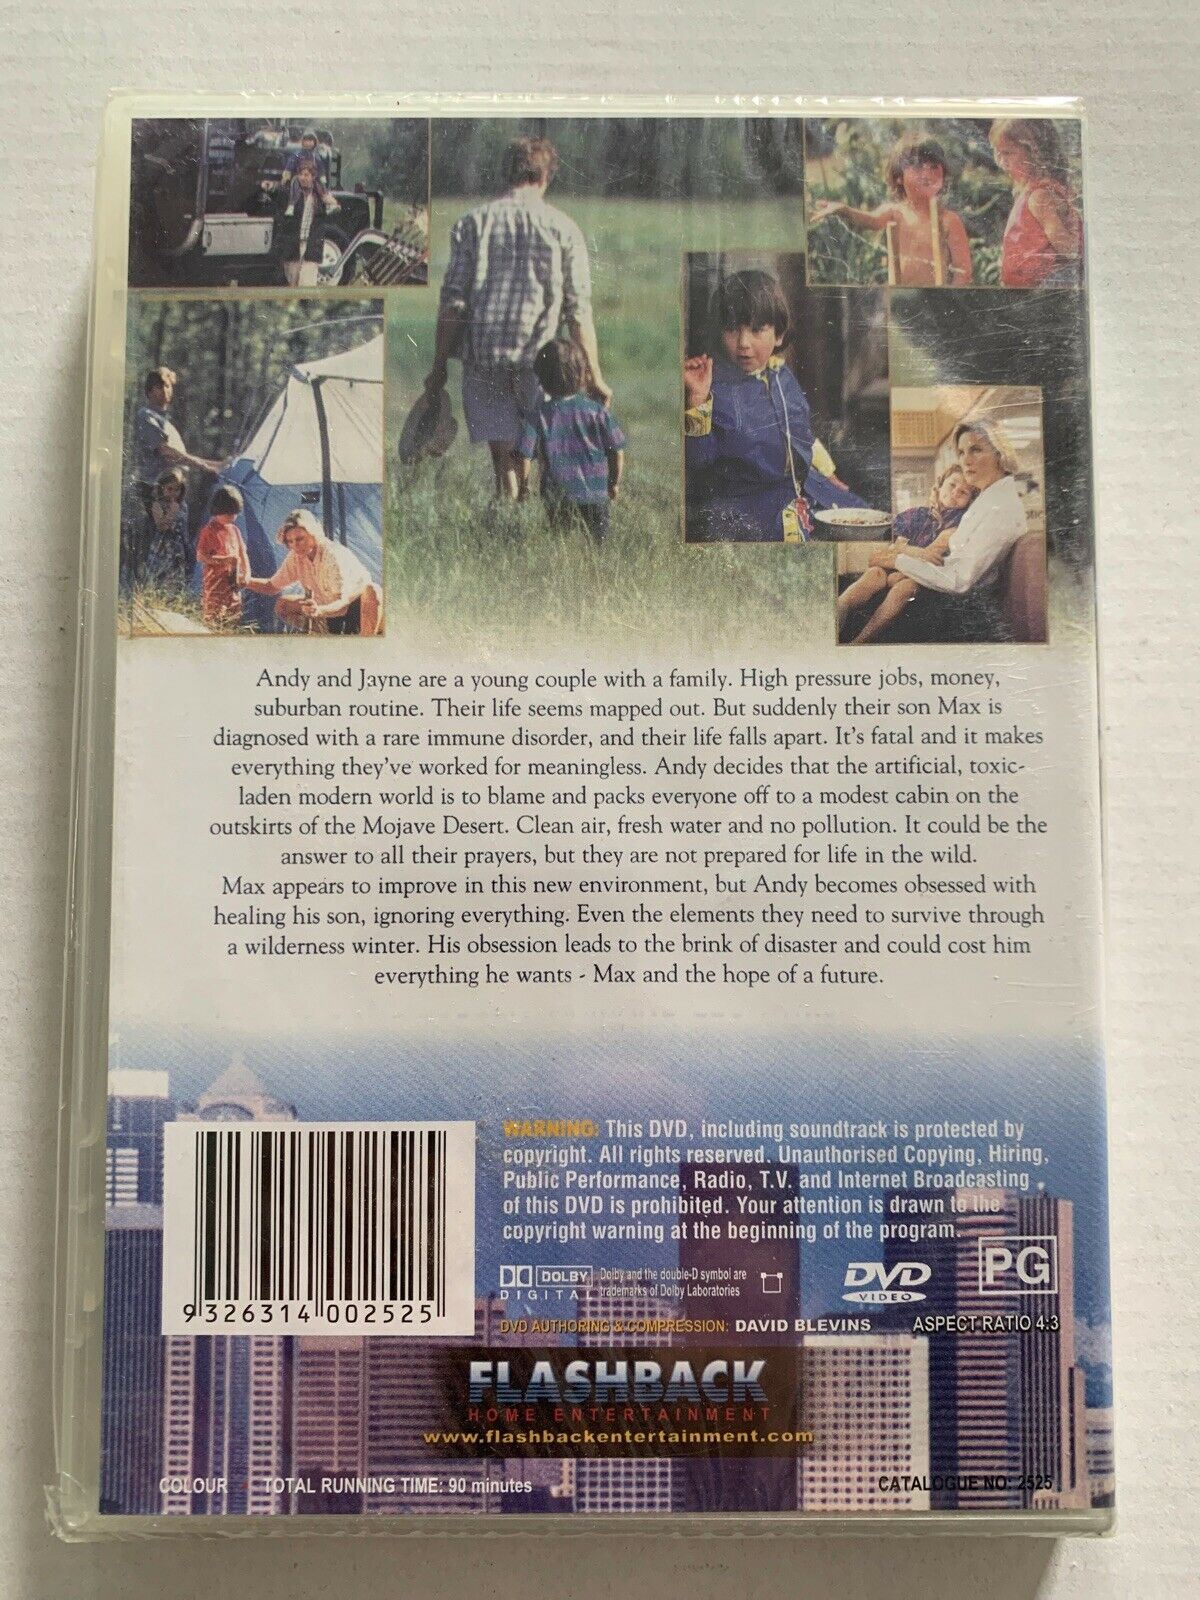 Andy and Jayne are a young couple with a family. High pressure jobs, money,
suburban routine. Their life seems mapped out. But suddenly their son Max is
diagnosed with a rare immune disorder, and their life falls apart. It's fatal and it makes
everything they've worked for meaningless. Andy decides that the artificial, toxic-
laden modern world is to blame and packs everyone off to a modest cabin on the
outskirts of the Mojave Desert. Clean air, fresh water and no pollution. It could be the
answer to all their prayers, but they are not prepared for life in the wild.
Max appears to improve in this new environment, but Andy becomes obsessed with
healing his son, ignoring everything. Even the elements they need to survive through
a wilderness winter. His obsession leads to the brink of disaster and could cost him
everything he wants - Max and the hope of a future.
WARNING: This DVD, including soundtrack is protected by
copyright. All rights reserved. Unauthorised Copying, Hiring,
Public Performance, Radio, T.V. and Internet Broadcasting
of this DVD is prohibited. Your attention is drawn to the
copyright warning at the beginning of the program.
9 326314 002525
DOLBY
DIGITAL
Dolby and the double-D symbol are
trademarks of Dolby Laboratories
DVD
VIDEO
PG
DVD AUTHORING & COMPRESSION: DAVID BLEVINS
ASPECT RATIO 4:3
FLASHBACK
HOME ENTERTAINMENT
www.flashbackentertainment.com
COLOUR TOTAL RUNNING TIME: 90 minutes
CATALOGUE NO: 2525